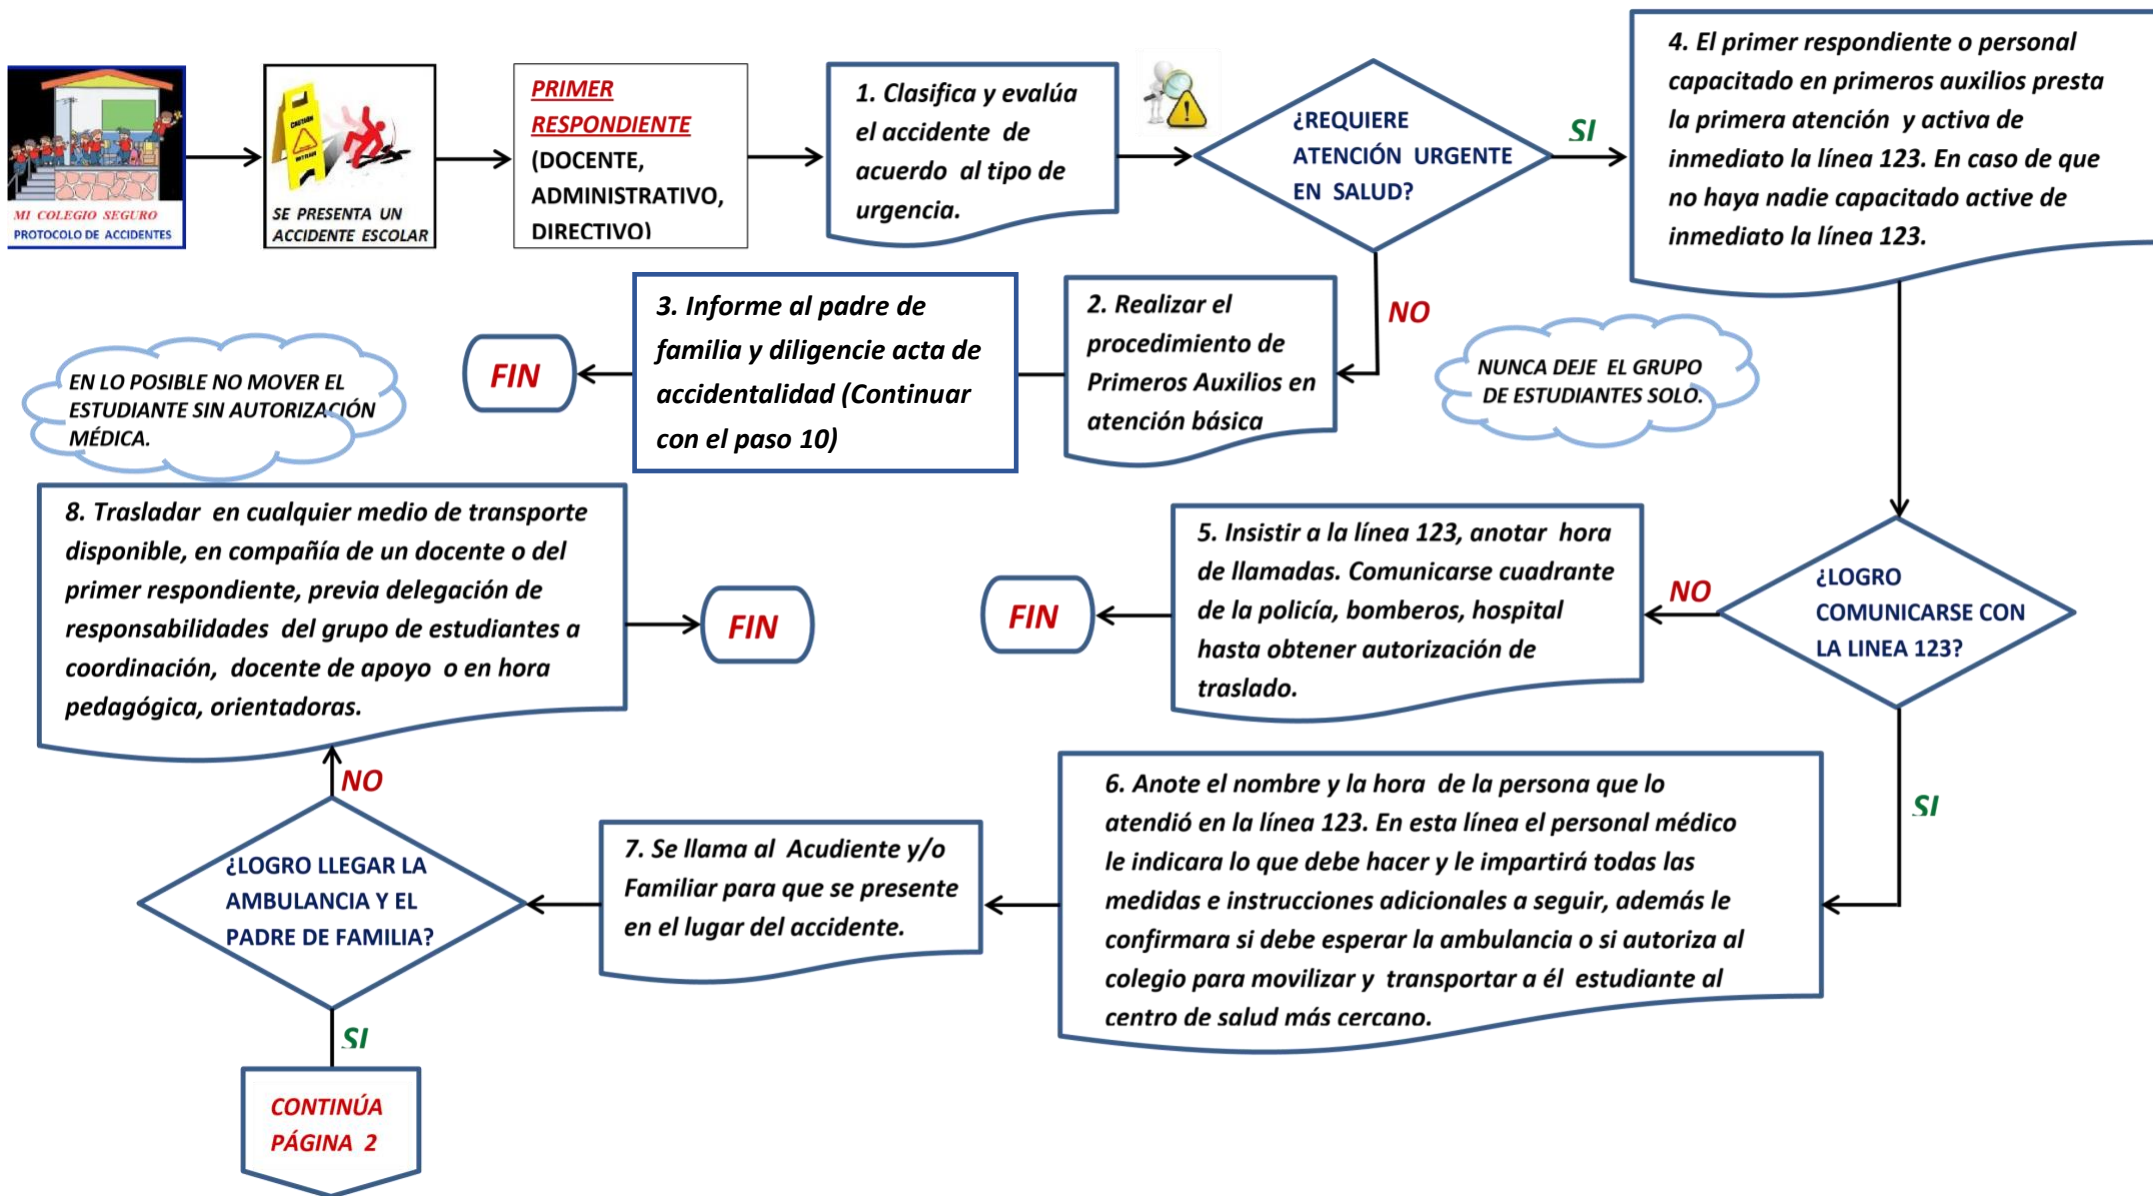 MI COLEGIO SEGURO
PROTOCOLO DE ACCIDENTES
CAUTION
SE PRESENTA UN
ACCIDENTE ESCOLAR
PRIMER
RESPONDIENTE
(DOCENTE,
ADMINISTRATIVO,
DIRECTIVO)
1. Clasifica y evalúa
el accidente de
acuerdo al tipo de
urgencia.
¿REQUIERE
ATENCIÓN URGENTE
EN SALUD?
SI
4. El primer respondiente o personal
capacitado en primeros auxilios presta
la primera atención y activa de
inmediato la línea 123. En caso de que
no haya nadie capacitado active de
inmediato la línea 123.
NO
2. Realizar el
procedimiento de
Primeros Auxilios en
atención básica
3. Informe al padre de
familia y diligencie acta de
accidentalidad (Continuar
con el paso 10)
FIN
EN LO POSIBLE NO MOVER EL
ESTUDIANTE SIN AUTORIZACIÓN
MÉDICA.
NUNCA DEJE EL GRUPO
DE ESTUDIANTES SOLO.
¿LOGRO
COMUNICARSE CON
LA LINEA 123?
NO
5. Insistir a la línea 123, anotar hora
de llamadas. Comunicarse cuadrante
de la policía, bomberos, hospital
hasta obtener autorización de
traslado.
FIN
SI
6. Anote el nombre y la hora de la persona que lo
atendió en la línea 123. En esta línea el personal médico
le indicara lo que debe hacer y le impartirá todas las
medidas e instrucciones adicionales a seguir, además le
confirmara si debe esperar la ambulancia o si autoriza al
colegio para movilizar y transportar a él estudiante al
centro de salud más cercano.
7. Se llama al Acudiente y/o
Familiar para que se presente
en el lugar del accidente.
¿LOGRO LLEGAR LA
AMBULANCIA Y EL
PADRE DE FAMILIA?
NO
8. Trasladar en cualquier medio de transporte
disponible, en compañía de un docente o del
primer respondiente, previa delegación de
responsabilidades del grupo de estudiantes a
coordinación, docente de apoyo o en hora
pedagógica, orientadoras.
FIN
SI
CONTINÚA
PÁGINA 2